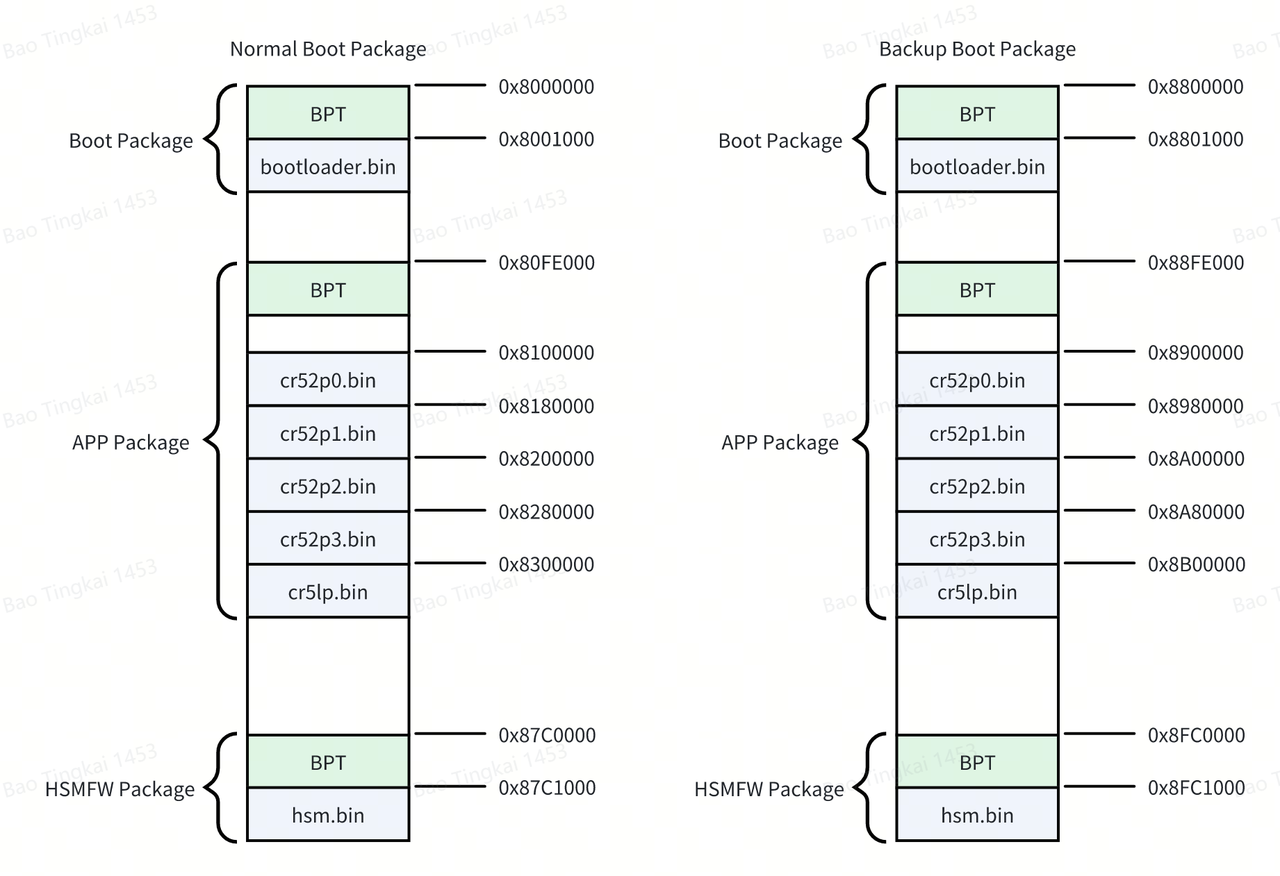 Normal Boot Package
Boot Package
BPT
bootloader.bin
0x8000000
0x8001000
APP Package
BPT
cr52p0.bin
cr52p1.bin
cr52p2.bin
cr52p3.bin
cr5lp.bin
0x80FE000
0x8100000
0x8180000
0x8200000
0x8280000
0x8300000
HSMFW Package
BPT
hsm.bin
0x87C0000
0x87C1000
Backup Boot Package
Boot Package
BPT
bootloader.bin
0x8800000
0x8801000
APP Package
BPT
cr52p0.bin
cr52p1.bin
cr52p2.bin
cr52p3.bin
cr5lp.bin
0x88FE000
0x8900000
0x8980000
0x8A00000
0x8A80000
0x8B00000
HSMFW Package
BPT
hsm.bin
0x8FC0000
0x8FC1000
Bao Tingkai 1453